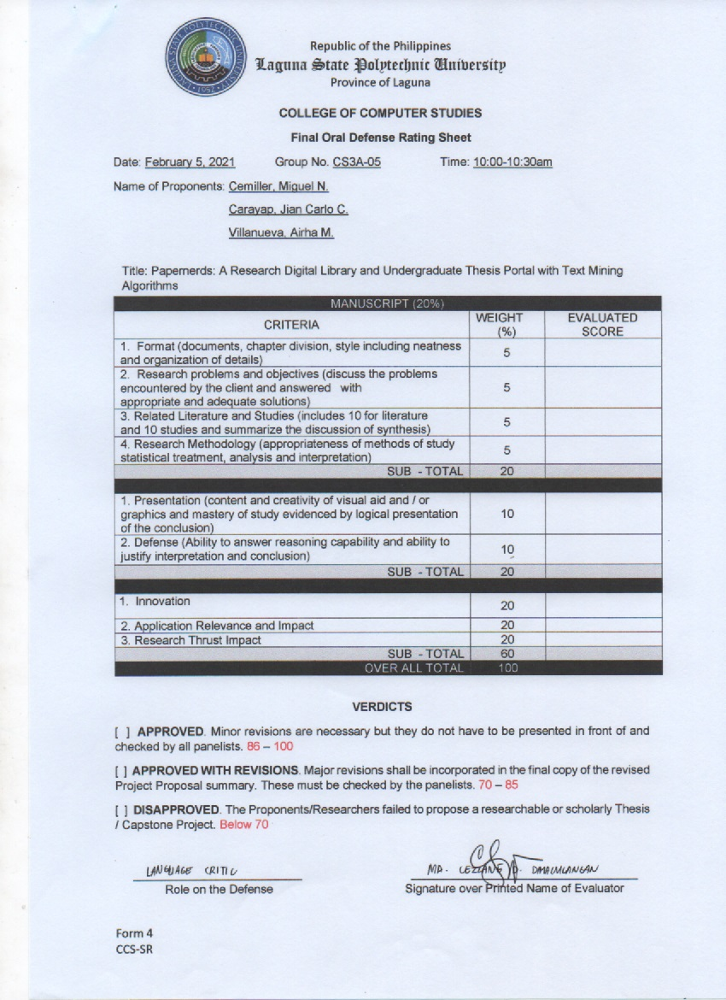 LAGUNA STATE POLYTECHNIC UNIVERSITY
1952
Republic of the Philippines
Laguna State Polytechnic University
Province of Laguna
COLLEGE OF COMPUTER STUDIES
Final Oral Defense Rating Sheet
Date: February 5, 2021 Group No. CS3A-05 Time: 10:00-10:30am
Name of Proponents: Cemiller, Miguel N.
Carayap, Jian Carlo C.
Villanueva, Airha M.
Title: Papernerds: A Research Digital Library and Undergraduate Thesis Portal with Text Mining
Algorithms
MANUSCRIPT (20%)
CRITERIA WEIGHT (%) EVALUATED SCORE
1. Format (documents, chapter division, style including neatness
and organization of details) 5
2. Research problems and objectives (discuss the problems
encountered by the client and answered with
appropriate and adequate solutions) 5
3. Related Literature and Studies (includes 10 for literature
and 10 studies and summarize the discussion of synthesis) 5
4. Research Methodology (appropriateness of methods of study
statistical treatment, analysis and interpretation) 5
SUB - TOTAL 20
1. Presentation (content and creativity of visual aid and / or
graphics and mastery of study evidenced by logical presentation
of the conclusion) 10
2. Defense (Ability to answer reasoning capability and ability to
justify interpretation and conclusion) 10
SUB - TOTAL 20
1. Innovation 20
2. Application Relevance and Impact 20
3. Research Thrust Impact 20
SUB - TOTAL 60
OVER ALL TOTAL 100
VERDICTS
[ ] APPROVED. Minor revisions are necessary but they do not have to be presented in front of and
checked by all panelists. 86 – 100
[ ] APPROVED WITH REVISIONS. Major revisions shall be incorporated in the final copy of the revised
Project Proposal summary. These must be checked by the panelists. 70 – 85
[ ] DISAPPROVED. The Proponents/Researchers failed to propose a researchable or scholarly Thesis
/ Capstone Project. Below 70
LANGUAGE CRITIC MA.
Role on the Defense Signature over Printed Name of Evaluator
Form 4
CCS-SR